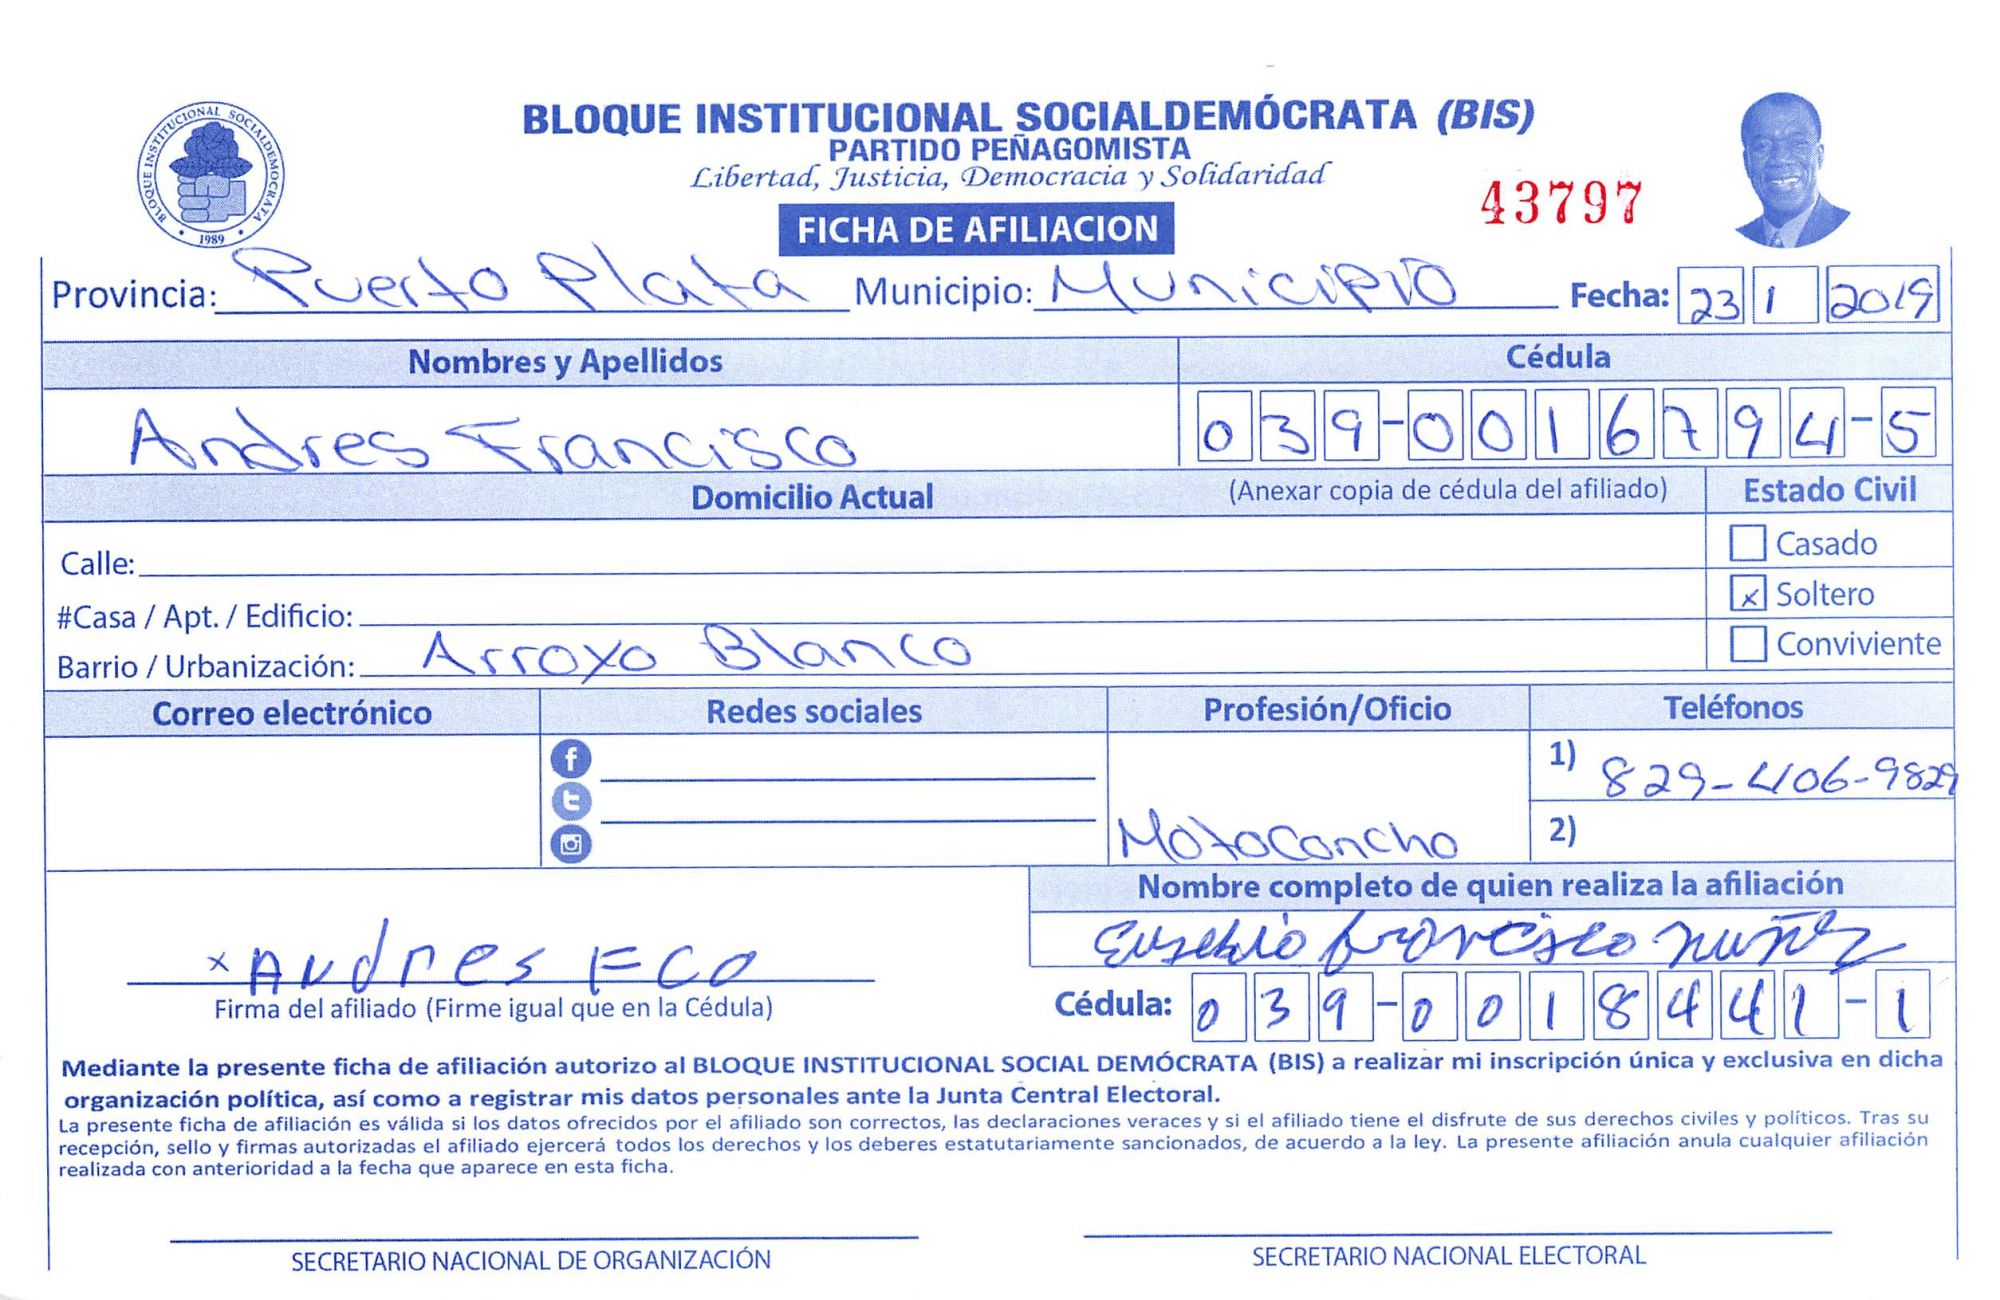 BLOQUE INSTITUCIONAL SOCIALDEMOCRATA
1989
BLOQUE INSTITUCIONAL SOCIALDEMÓCRATA (BIS)
PARTIDO PEÑAGOMISTA
Libertad, Justicia, Democracia y Solidaridad
43797
FICHA DE AFILIACION
Provincia: Puerto Plata Municipio: Municipio Fecha: 23 1 2019
Nombres y Apellidos Cédula
Andres Francisco 039-0016794-5
Domicilio Actual (Anexar copia de cédula del afiliado) Estado Civil
Calle: Casado
#Casa / Apt. / Edificio: x Soltero
Barrio / Urbanización: Arroyo Blanco Conviviente
Correo electrónico Redes sociales Profesión/Oficio Teléfonos
1) 829-406-9829
Motoconcho 2)
Nombre completo de quien realiza la afiliación
Eusebio francisco nuñez
x Andres Fco
Firma del afiliado (Firme igual que en la Cédula) Cédula: 039-0018441-1
Mediante la presente ficha de afiliación autorizo al BLOQUE INSTITUCIONAL SOCIAL DEMÓCRATA (BIS) a realizar mi inscripción única y exclusiva en dicha
organización política, así como a registrar mis datos personales ante la Junta Central Electoral.
La presente ficha de afiliación es válida si los datos ofrecidos por el afiliado son correctos, las declaraciones veraces y si el afiliado tiene el disfrute de sus derechos civiles y políticos. Tras su
recepción, sello y firmas autorizadas el afiliado ejercerá todos los derechos y los deberes estatutariamente sancionados, de acuerdo a la ley. La presente afiliación anula cualquier afiliación
realizada con anterioridad a la fecha que aparece en esta ficha.
SECRETARIO NACIONAL DE ORGANIZACIÓN SECRETARIO NACIONAL ELECTORAL